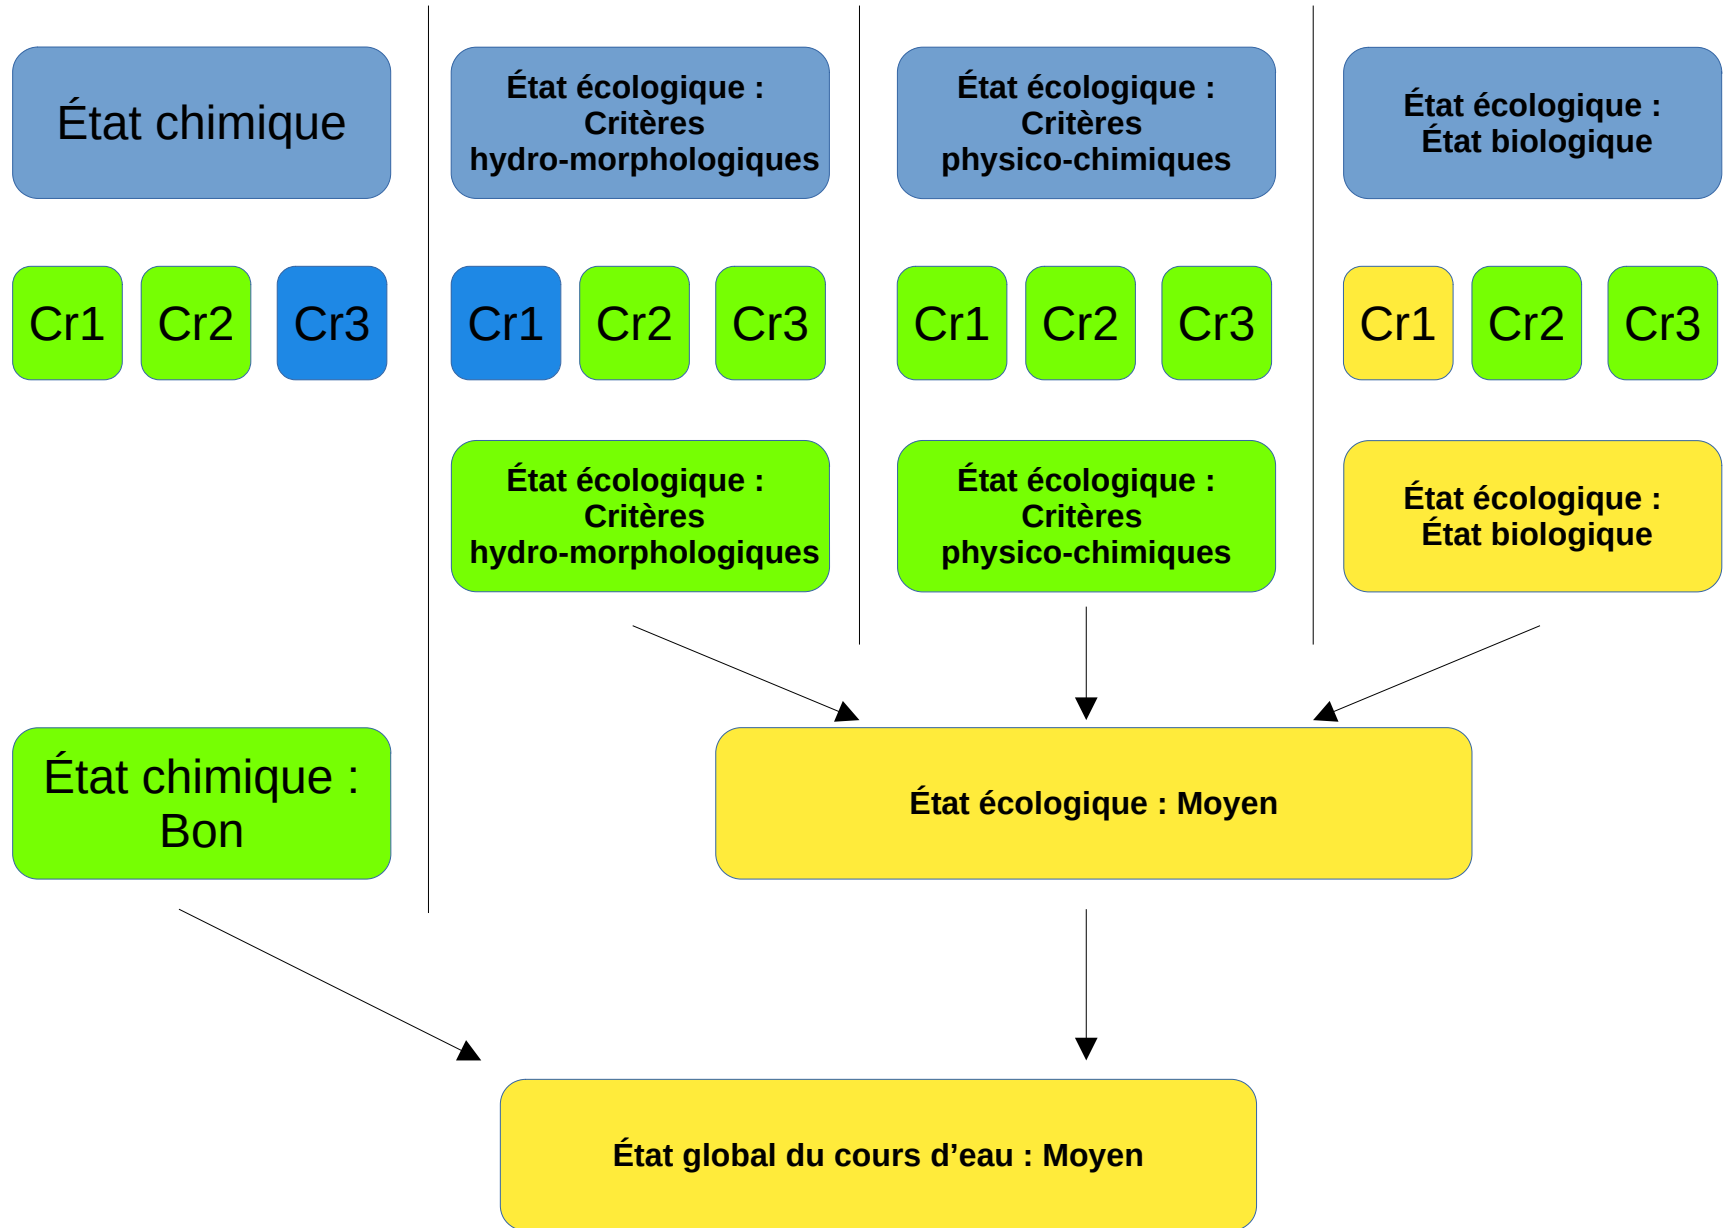 État chimique
État écologique :
Critères
hydro-morphologiques
État écologique :
Critères
physico-chimiques
État écologique :
État biologique
Cr1
Cr2
Cr3
Cr1
Cr2
Cr3
Cr1
Cr2
Cr3
Cr1
Cr2
Cr3
État écologique :
Critères
hydro-morphologiques
État écologique :
Critères
physico-chimiques
État écologique :
État biologique
État chimique :
Bon
État écologique : Moyen
État global du cours d’eau : Moyen